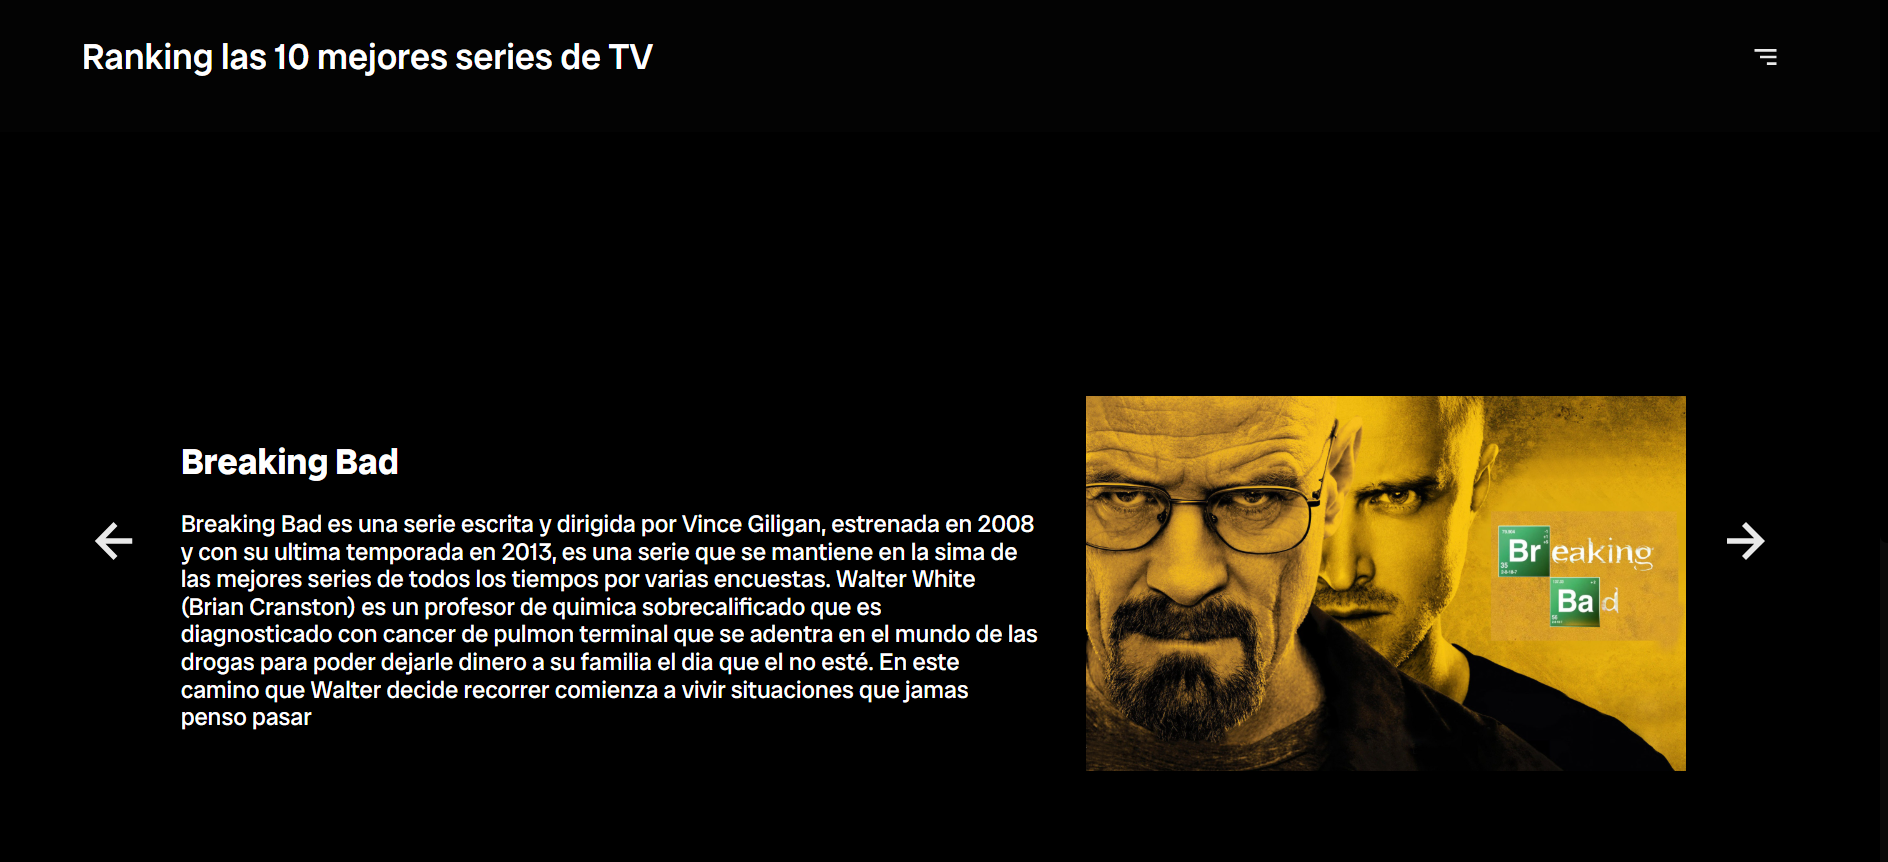 Ranking las 10 mejores series de TV
Breaking Bad
Breaking Bad es una serie escrita y dirigida por Vince Giligan, estrenada en 2008
y con su ultima temporada en 2013, es una serie que se mantiene en la sima de
las mejores series de todos los tiempos por varias encuestas. Walter White
(Brian Cranston) es un profesor de quimica sobrecalificado que es
diagnosticado con cancer de pulmon terminal que se adentra en el mundo de las
drogas para poder dejarle dinero a su familia el dia que el no esté. En este
camino que Walter decide recorrer comienza a vivir situaciones que jamas
penso pasar
Breaking
35
Bad